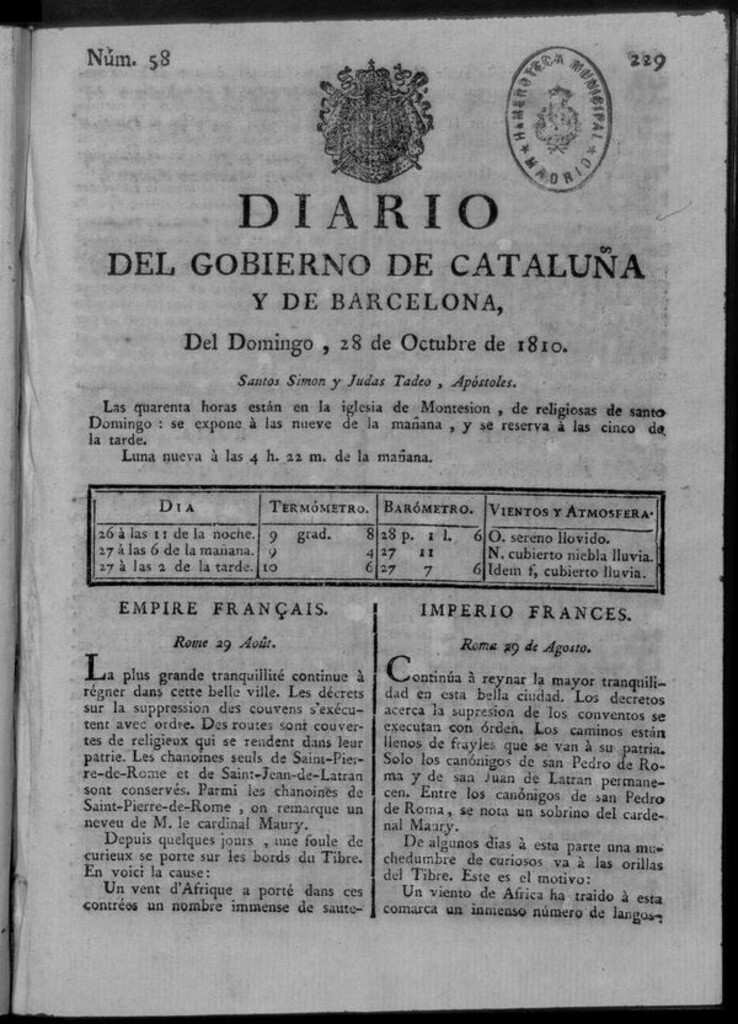 Núm. 58
229
HEMEROTECA MUNICIPAL
* MADRID *
DIARIO
DEL GOBIERNO DE CATALUÑA
Y DE BARCELONA,
Del Domingo , 28 de Octubre de 1810.
Santos Simon y Judas Tadeo , Apóstoles.
Las quarenta horas están en la iglesia de Montesion , de religiosas de santo
Domingo : se expone à las nueve de la mañana , y se reserva à las cinco de
la tarde.
Luna nueva à las 4 h. 22 m. de la mañana.
DIA TERMÓMETRO. BARÓMETRO. VIENTOS Y ATMOSFERA.
26 à las 11 de la noche. 9 grad. 8 28 p. 1 l. 6 O. sereno llovido.
27 á las 6 de la mañana. 9 4 27 11 N. cubierto niebla lluvia.
27 à las 2 de la tarde. 10 6 27 7 6 Idem f, cubierto lluvia.
EMPIRE FRANÇAIS.
Rome 29 Août.
La plus grande tranquillité continue à
régner dans cette belle ville. Les décrets
sur la suppression des couvens s'exécu-
tent avec ordre. Des routes sont couver-
tes de religieux qui se rendent dans leur
patrie. Les chanoines seuls de Saint-Pier-
re-de-Rome et de Saint-Jean-de-Latran
sont conservés. Parmi les chanoines de
Saint-Pierre-de-Rome , on remarque un
neveu de M. le cardinal Maury.
Depuis quelques jours , une foule de
curieux se porte sur les bords du Tibre.
En voici la cause:
Un vent d'Afrique a porté dans ces
contrées un nombre immense de saute-
IMPERIO FRANCES.
Roma 29 de Agosto.
Continúa à reynar la mayor tranquili-
dad en esta bella ciudad. Los decretos
acerca la supresion de los conventos se
executan con órden. Los caminos están
llenos de frayles que se van à su patria.
Solo los canónigos de san Pedro de Ro-
ma y de san Juan de Latran permane-
cen. Entre los canónigos de san Pedro
de Roma, se nota un sobrino del carde-
nal Maury.
De algunos dias à esta parte una mu-
chedumbre de curiosos va à las orillas
del Tibre. Este es el motivo:
Un viento de Africa ha traido à esta
comarca un inmenso número de langos-